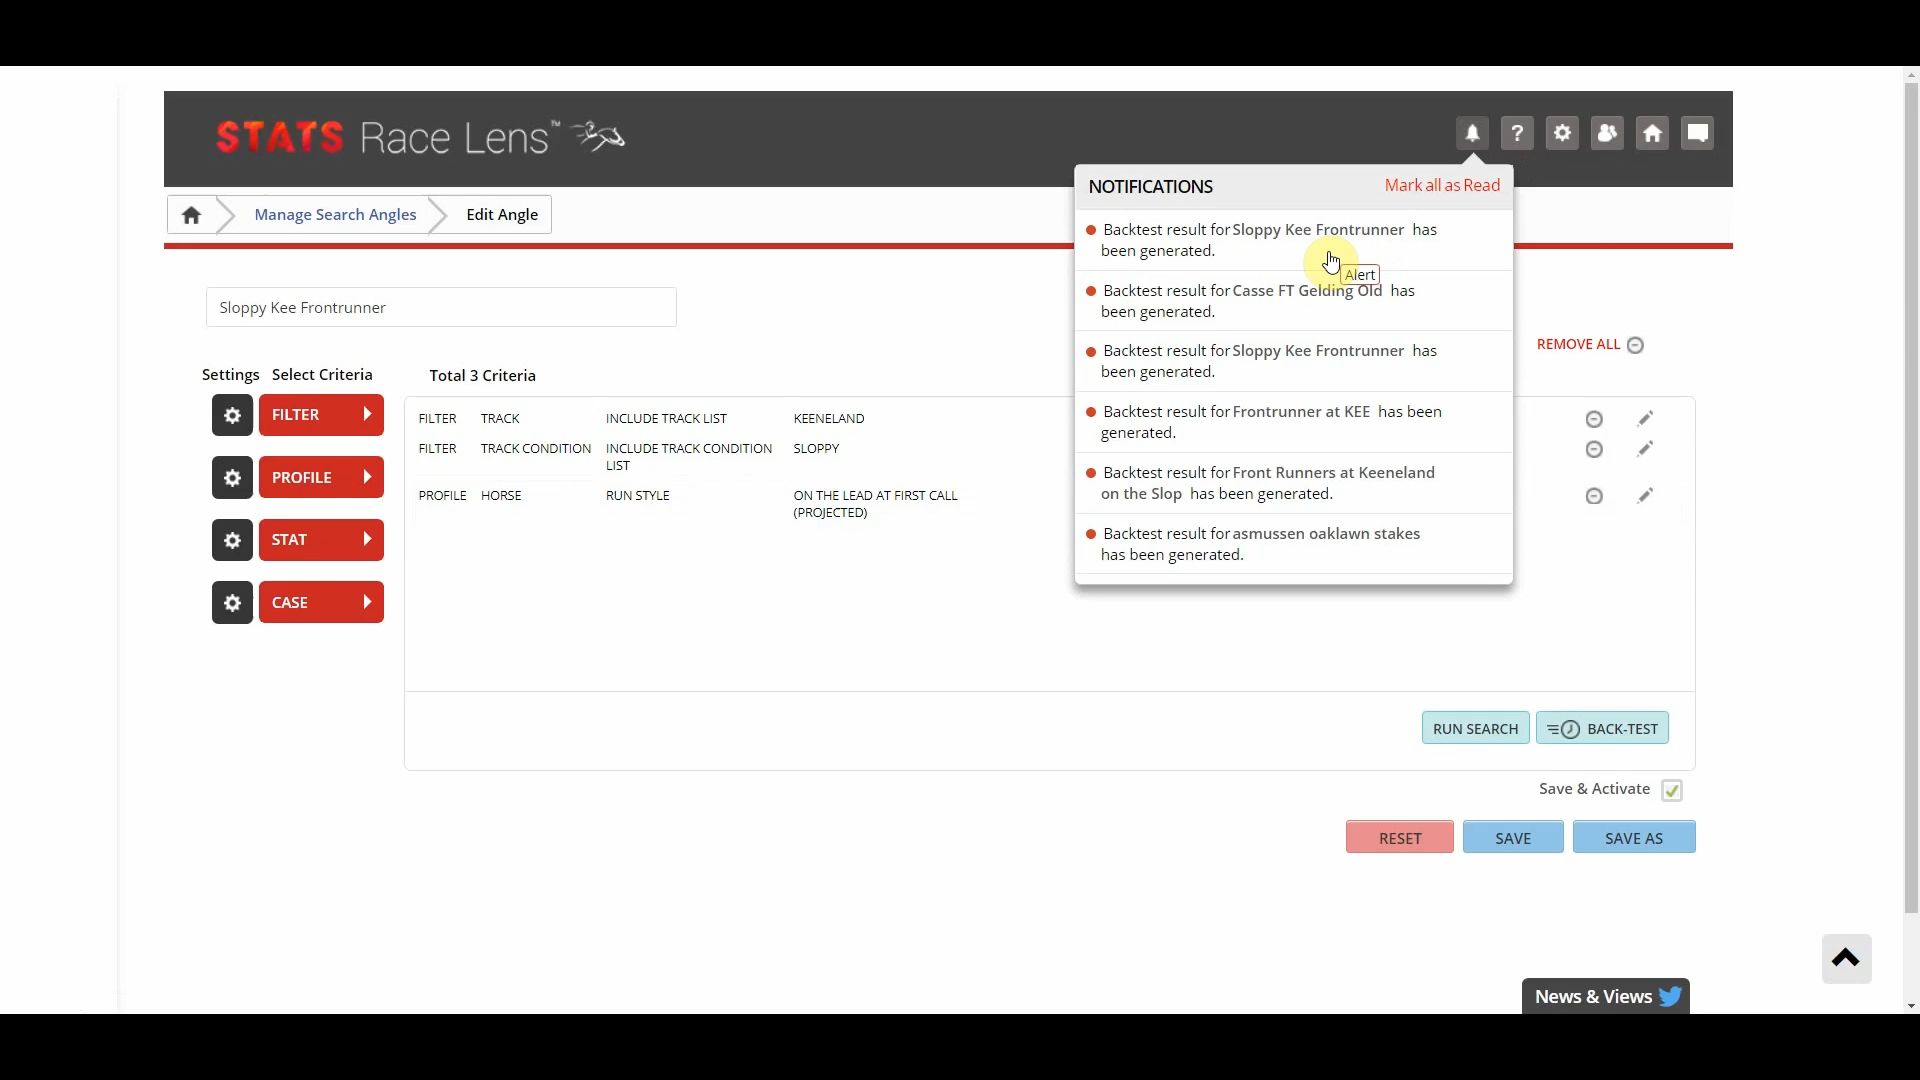 STATS Race Lens™
?
NOTIFICATIONS Mark all as Read
Manage Search Angles Edit Angle
Backtest result for Sloppy Kee Frontrunner has
been generated.
Alert
Backtest result for Casse FT Gelding Old has
been generated.
Backtest result for Sloppy Kee Frontrunner has
been generated.
Backtest result for Frontrunner at KEE has been
generated.
Backtest result for Front Runners at Keeneland
on the Slop has been generated.
Backtest result for asmussen oaklawn stakes
has been generated.
Sloppy Kee Frontrunner
REMOVE ALL
Settings Select Criteria Total 3 Criteria
FILTER
PROFILE
STAT
CASE
FILTER TRACK INCLUDE TRACK LIST KEENELAND
FILTER TRACK CONDITION INCLUDE TRACK CONDITION SLOPPY
LIST
PROFILE HORSE RUN STYLE ON THE LEAD AT FIRST CALL
(PROJECTED)
RUN SEARCH BACK-TEST
Save & Activate
RESET SAVE SAVE AS
News & Views